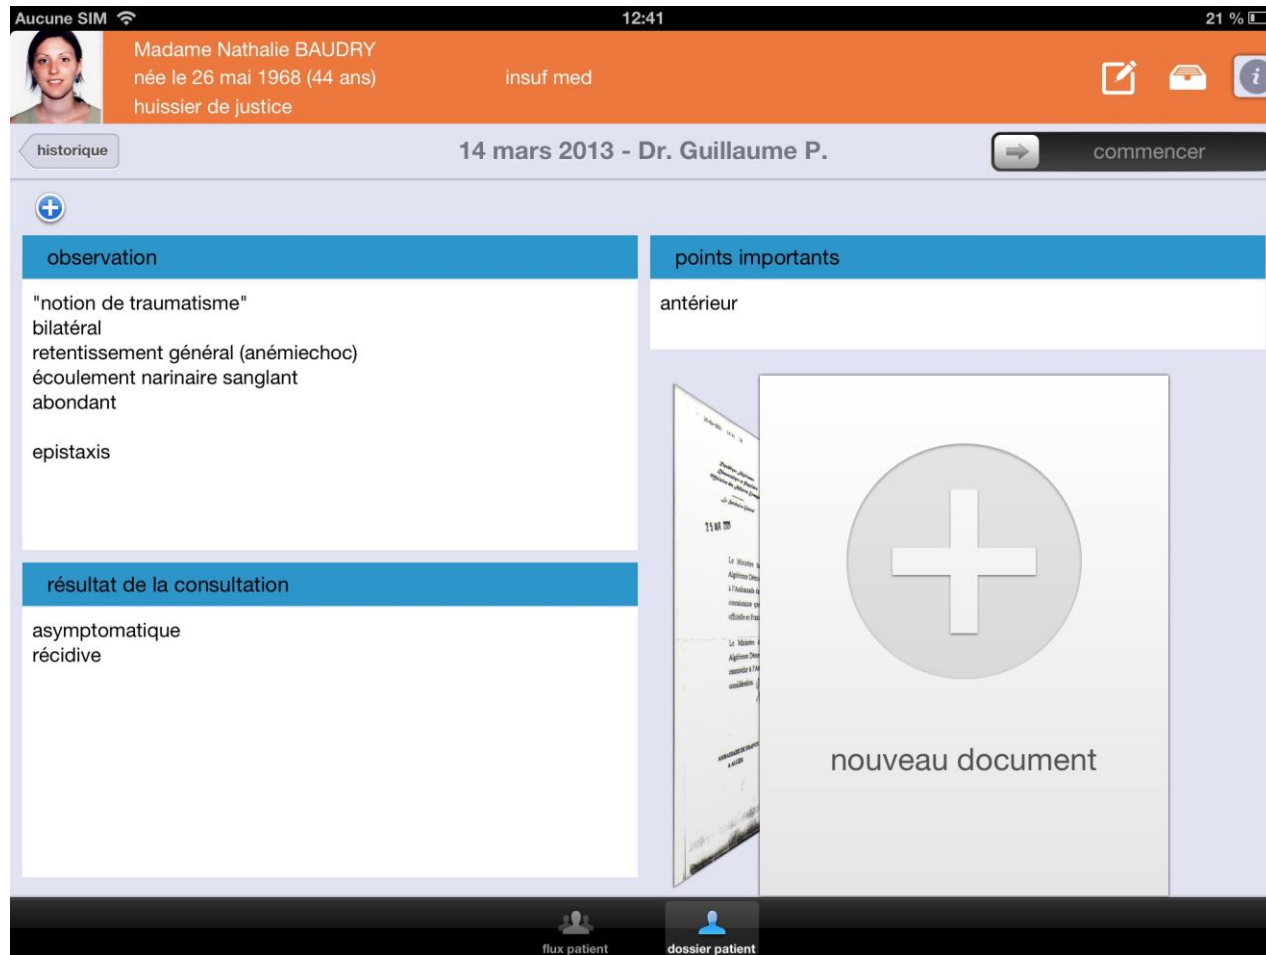 Aucune SIM
12:41
21 %
Madame Nathalie BAUDRY
née le 26 mai 1968 (44 ans)
insuf med
huissier de justice
historique
14 mars 2013 - Dr. Guillaume P.
commencer
observation
"notion de traumatisme"
bilatéral
retentissement général (anémiechoc)
écoulement narinaire sanglant
abondant
epistaxis
résultat de la consultation
asymptomatique
récidive
points importants
antérieur
nouveau document
flux patient
dossier patient